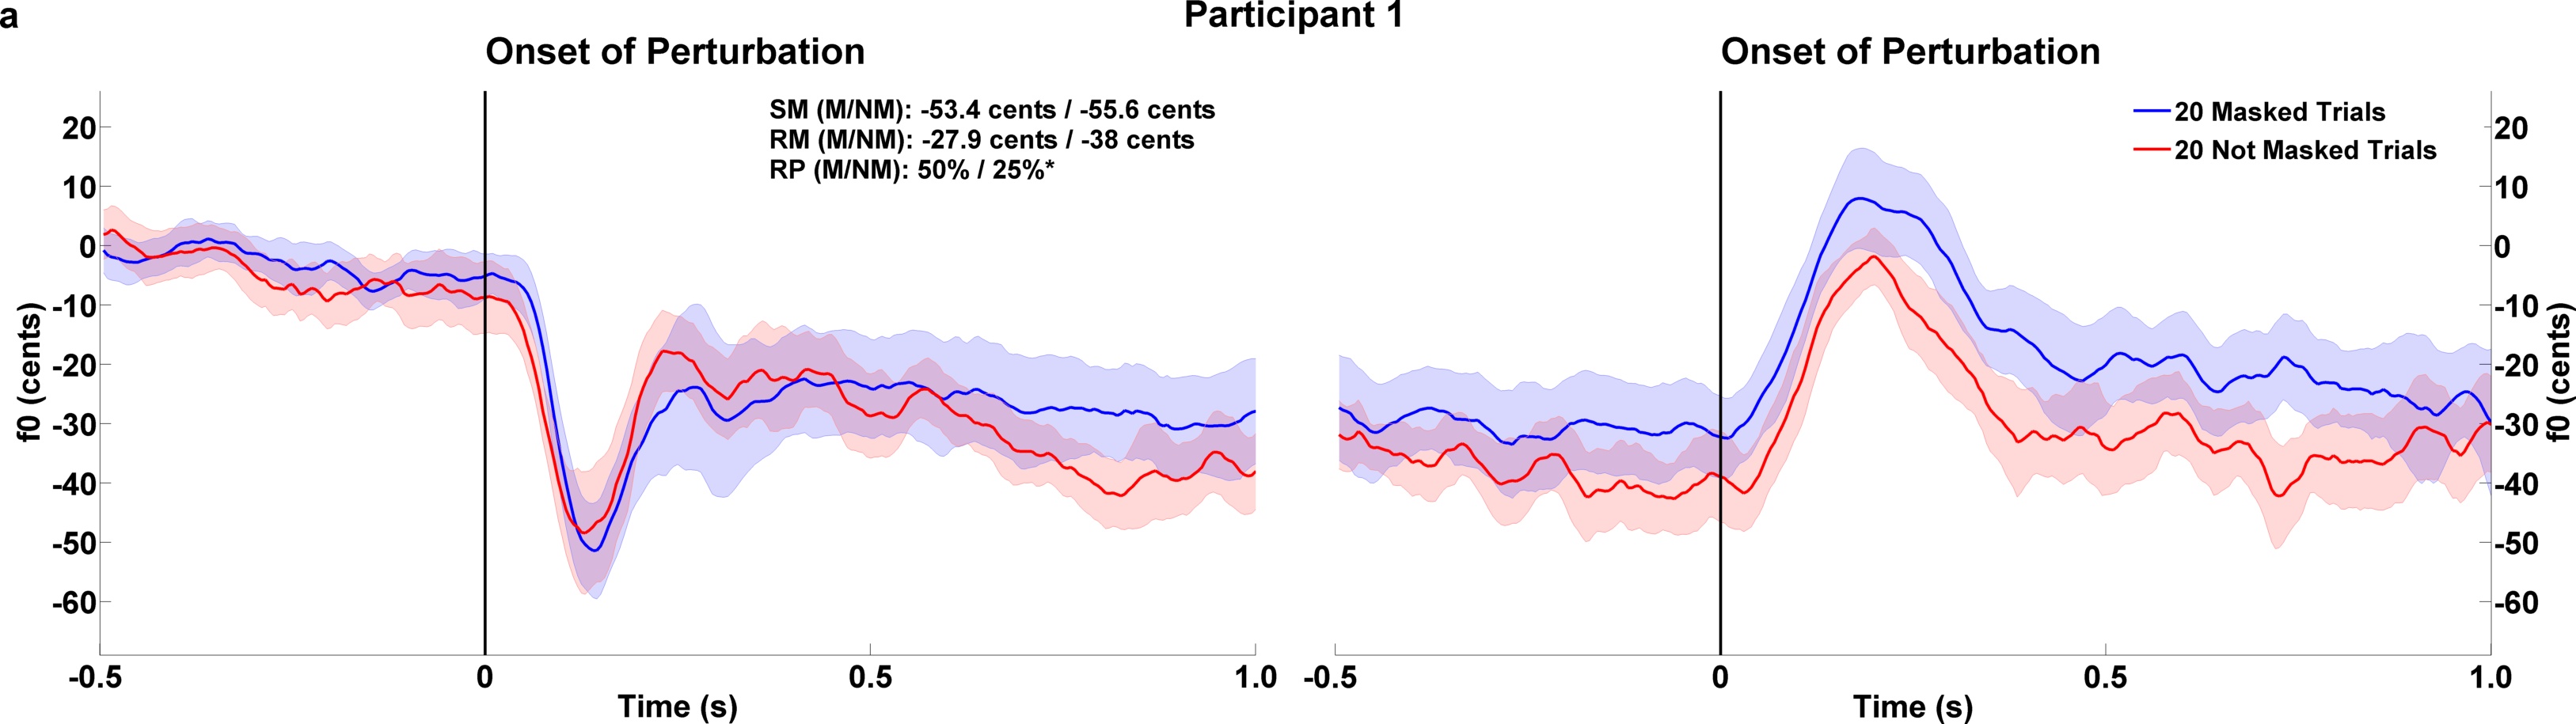 a
Participant 1
Onset of Perturbation
Onset of Perturbation
SM (M/NM): -53.4 cents / -55.6 cents
RM (M/NM): -27.9 cents / -38 cents
RP (M/NM): 50% / 25%*
20 Masked Trials
20 Not Masked Trials
20
10
0
-10
-20
-30
-40
-50
-60
f0 (cents)
-0.5
0
0.5
1.0
Time (s)
-0.5
0
0.5
1.0
Time (s)
20
10
0
-10
-20
-30
-40
-50
-60
f0 (cents)